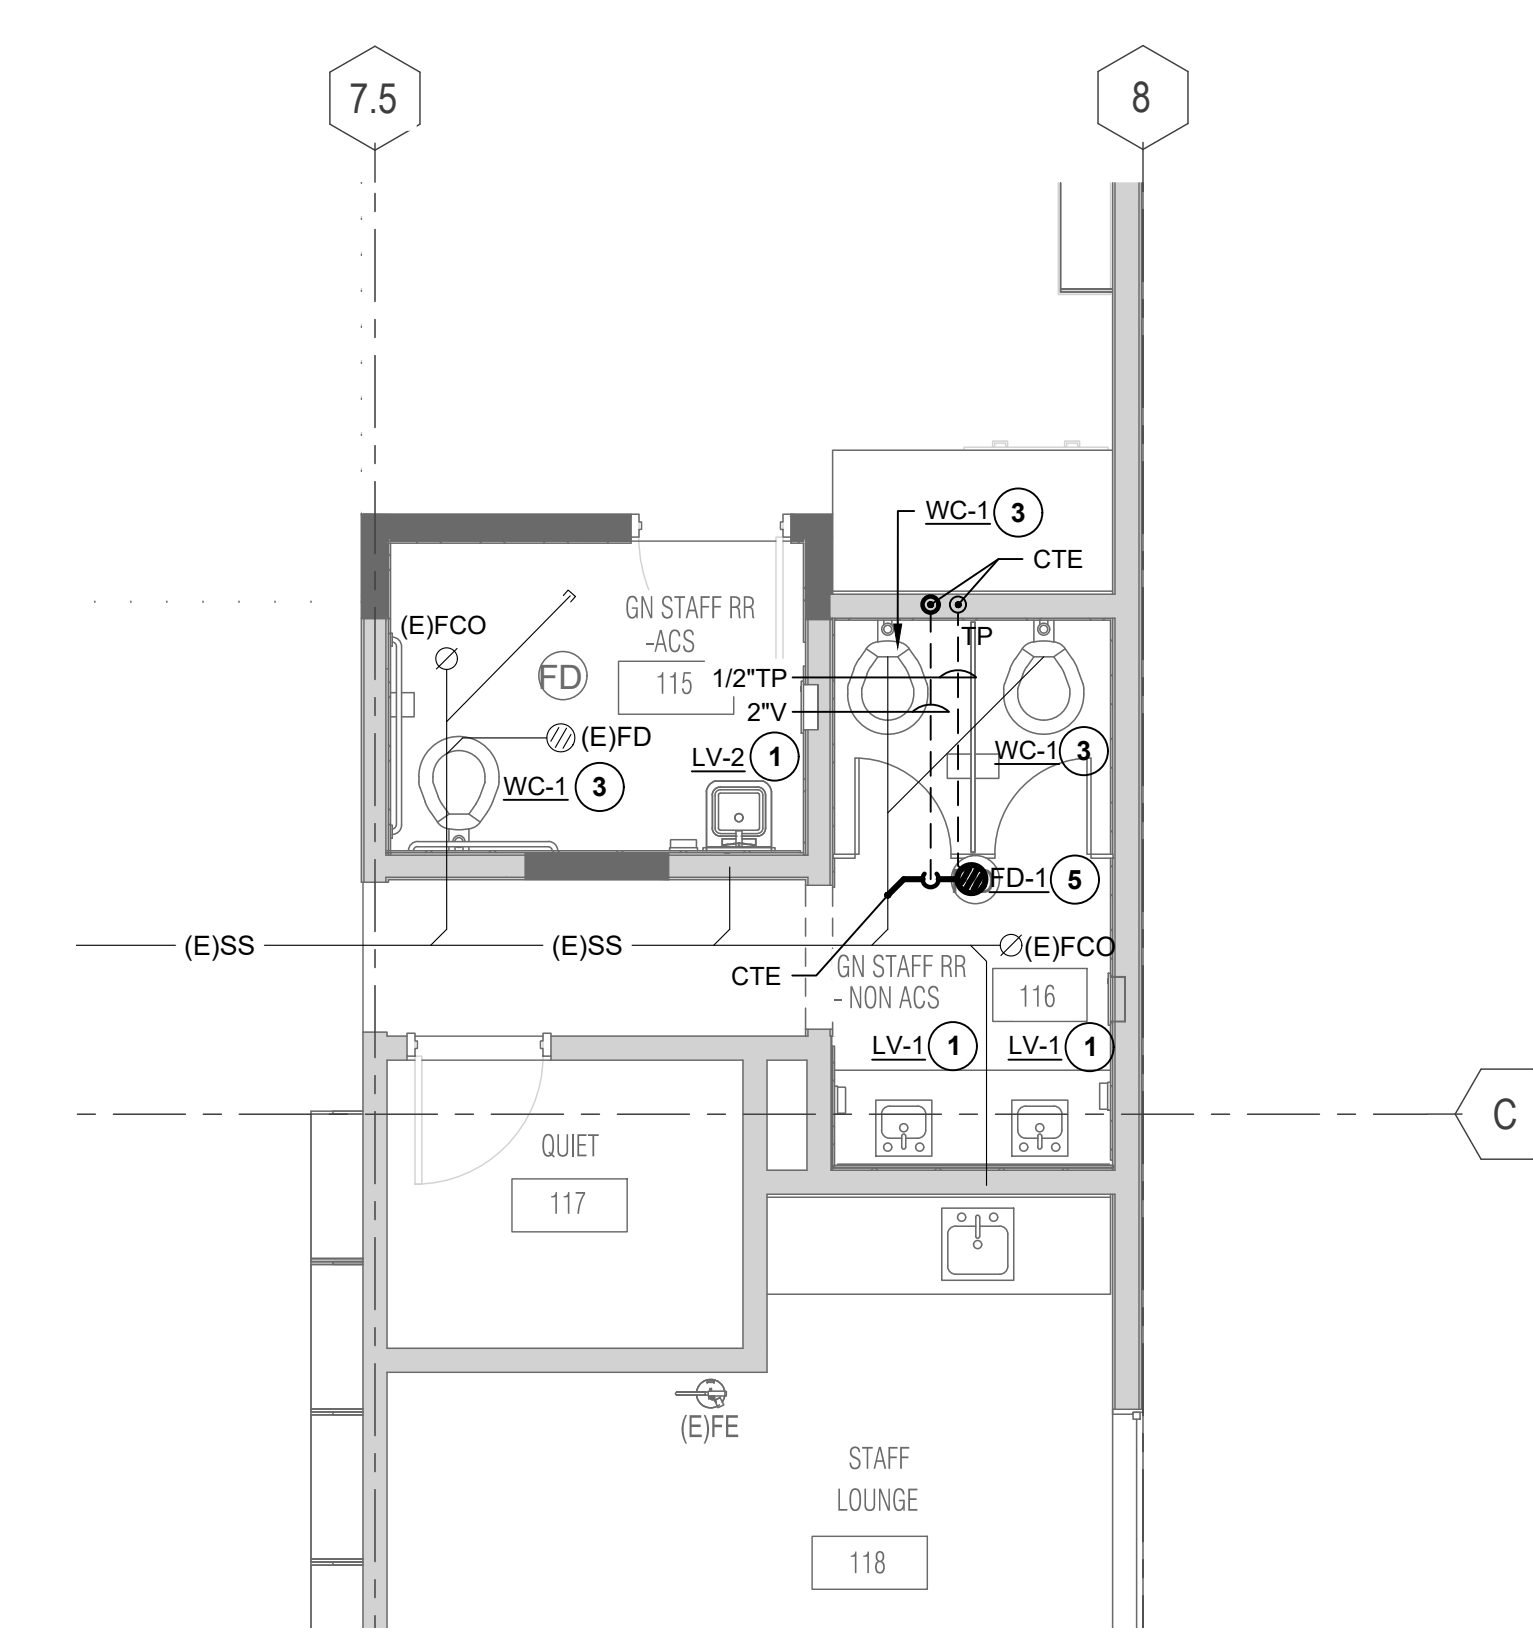 7.5
8
WC-1 3
CTE
GN STAFF RR
-ACS
115
(E)FCO
TP
FD
1/2"TP
2"V
(E)FD
LV-2 1
WC-1 3
WC-1 3
FD-1 5
(E)SS
(E)SS
(E)FCO
CTE
GN STAFF RR
- NON ACS
116
LV-1 1
LV-1 1
C
QUIET
117
(E)FE
STAFF
LOUNGE
118